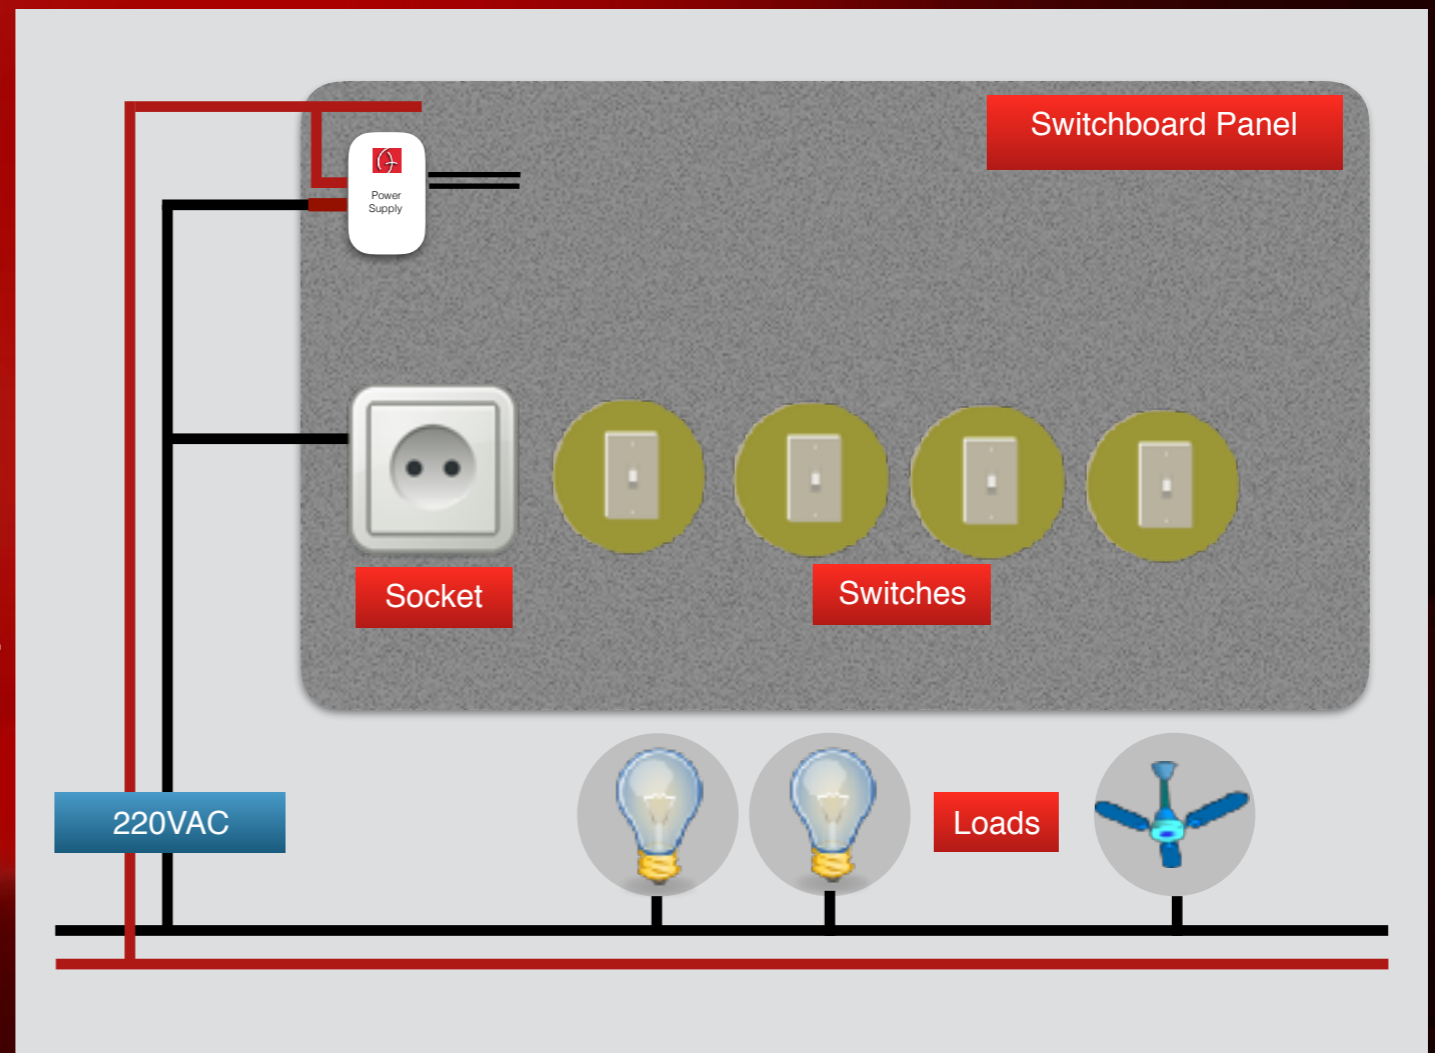 Switchboard Panel
Power
Supply
Socket
Switches
220VAC
Loads